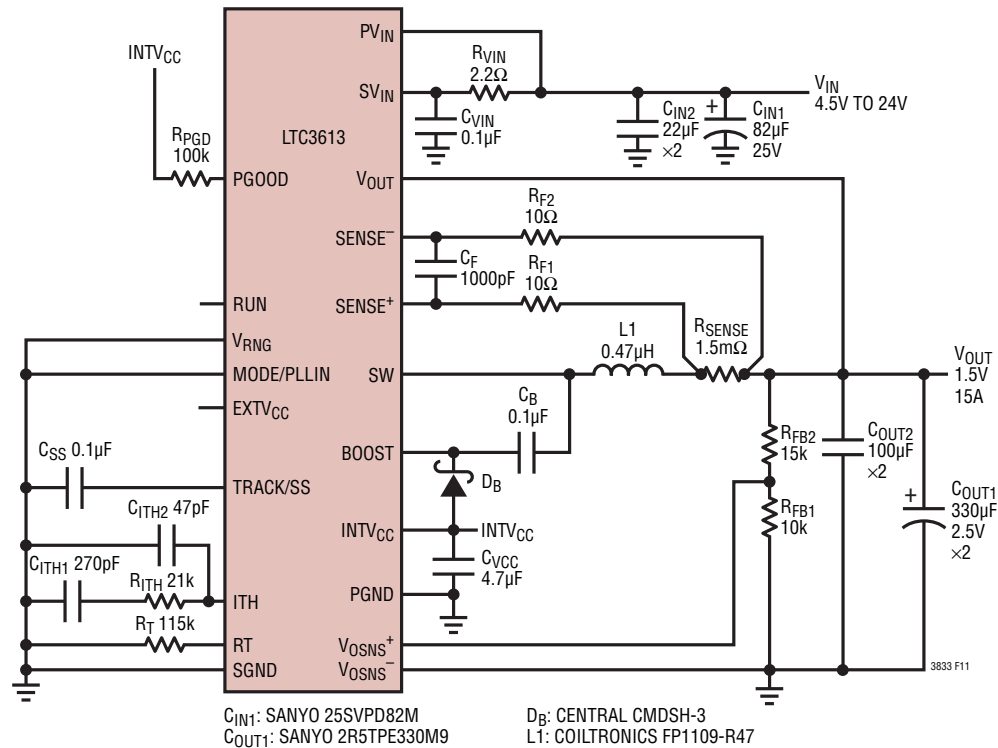 PVIN
INTVCC
RVIN
2.2Ω
SVIN
VIN
4.5V TO 24V
CVIN
0.1µF
CIN2
22µF
×2
+
CIN1
82µF
25V
LTC3613
RPGD
100k
PGOOD
VOUT
RF2
10Ω
SENSE−
CF
1000pF
RF1
10Ω
SENSE+
RUN
VRNG
L1
0.47µH
RSENSE
1.5mΩ
MODE/PLLIN
SW
VOUT
1.5V
15A
EXTVCC
CB
0.1µF
CSS 0.1µF
BOOST
DB
RFB2
15k
COUT2
100µF
×2
TRACK/SS
CITH2 47pF
RFB1
10k
+
COUT1
330µF
2.5V
×2
INTVCC
INTVCC
CVCC
4.7µF
CITH1 270pF
RITH 21k
ITH
PGND
RT 115k
RT
VOSNS+
SGND
VOSNS−
3833 F11
CIN1: SANYO 25SVPD82M
COUT1: SANYO 2R5TPE330M9
DB: CENTRAL CMDSH-3
L1: COILTRONICS FP1109-R47